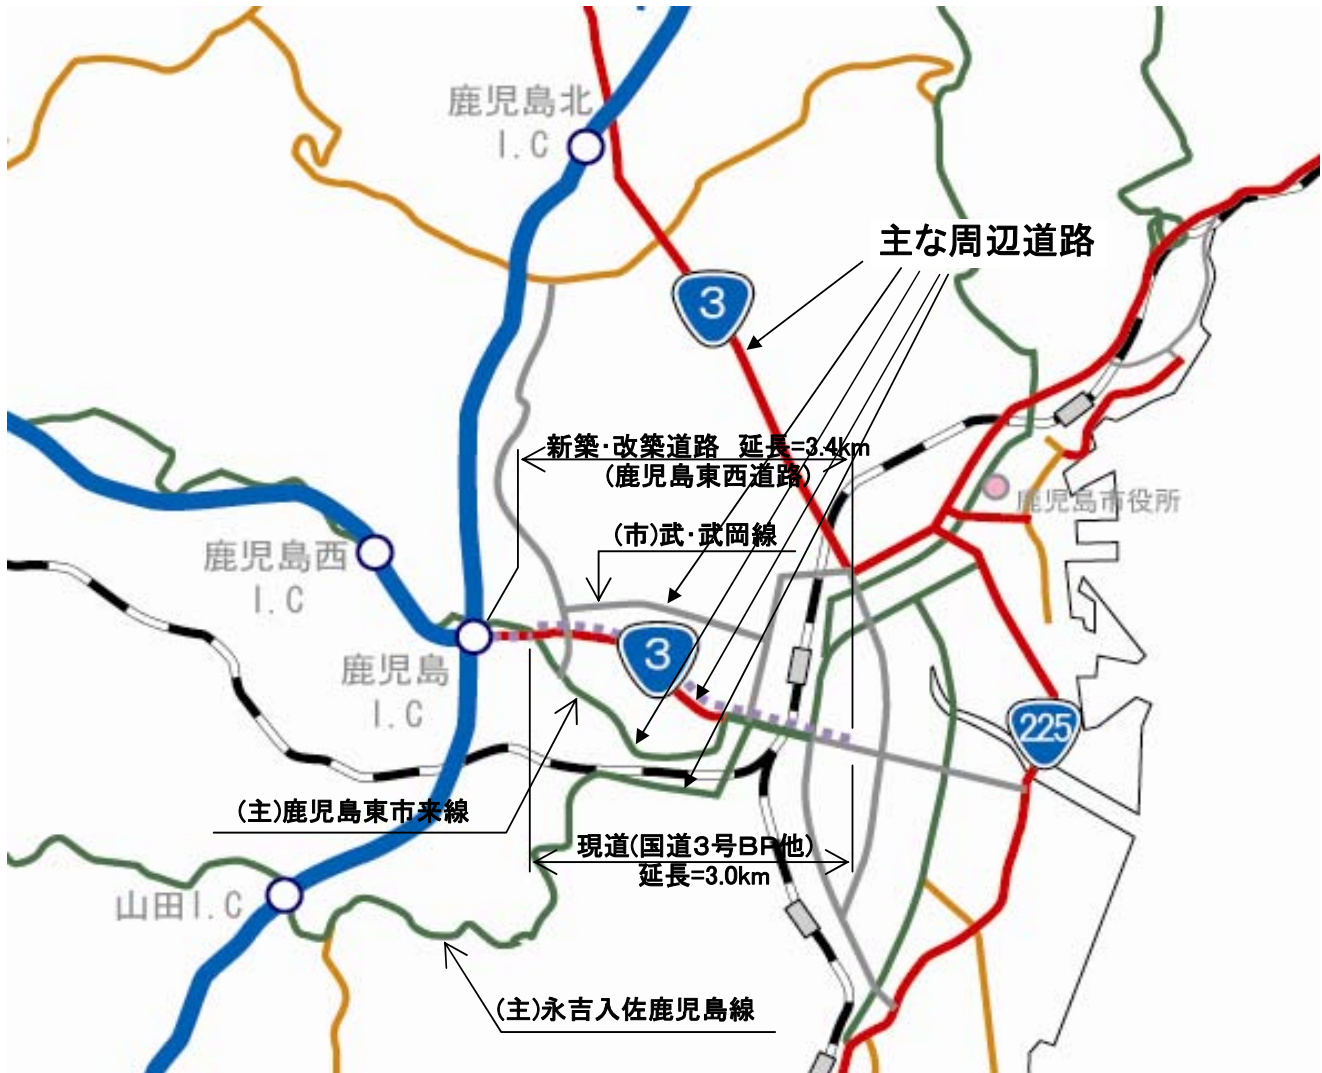 鹿児島北
I.C
主な周辺道路
3
新築・改築道路 延長=3.4km
(鹿児島東西道路)
鹿児島市役所
(市)武・武岡線
鹿児島西
I.C
鹿児島
I.C
3
225
(主)鹿児島東市来線
現道(国道3号BP他)
延長=3.0km
山田I.C
(主)永吉入佐鹿児島線